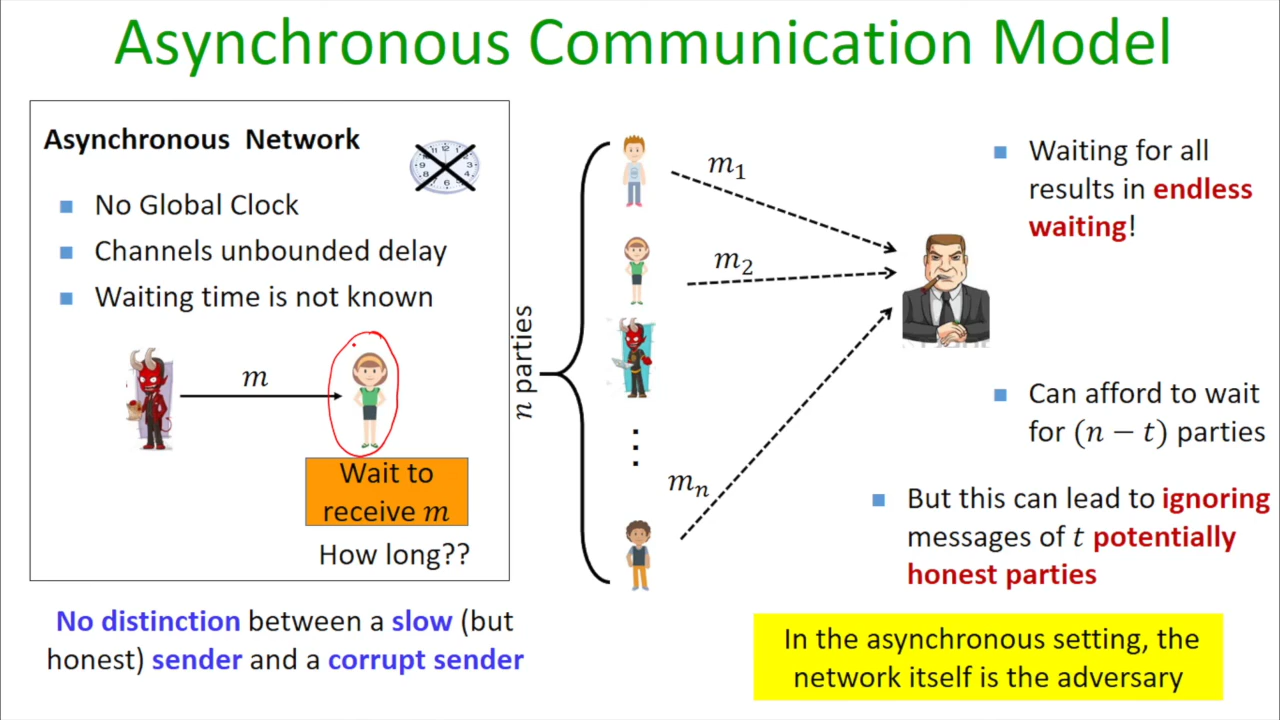 Asynchronous Communication Model
Asynchronous Network
No Global Clock
Channels unbounded delay
Waiting time is not known
m
Wait to
receive m
How long??
No distinction between a slow (but
honest) sender and a corrupt sender
n parties
m₁
m₂
⋮
mₙ
Waiting for all
results in endless
waiting!
Can afford to wait
for (n − t) parties
But this can lead to ignoring
messages of t potentially
honest parties
In the asynchronous setting, the
network itself is the adversary